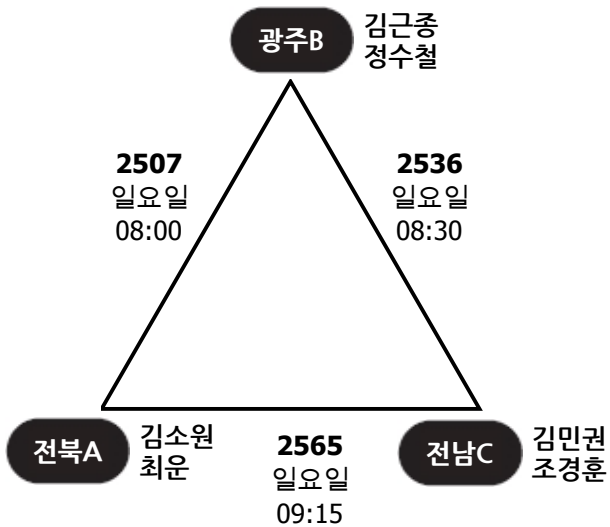 광주B
김근종
정수철
2507
일요일
08:00
2536
일요일
08:30
전북A
김소원
최운
2565
일요일
09:15
전남C
김민권
조경훈